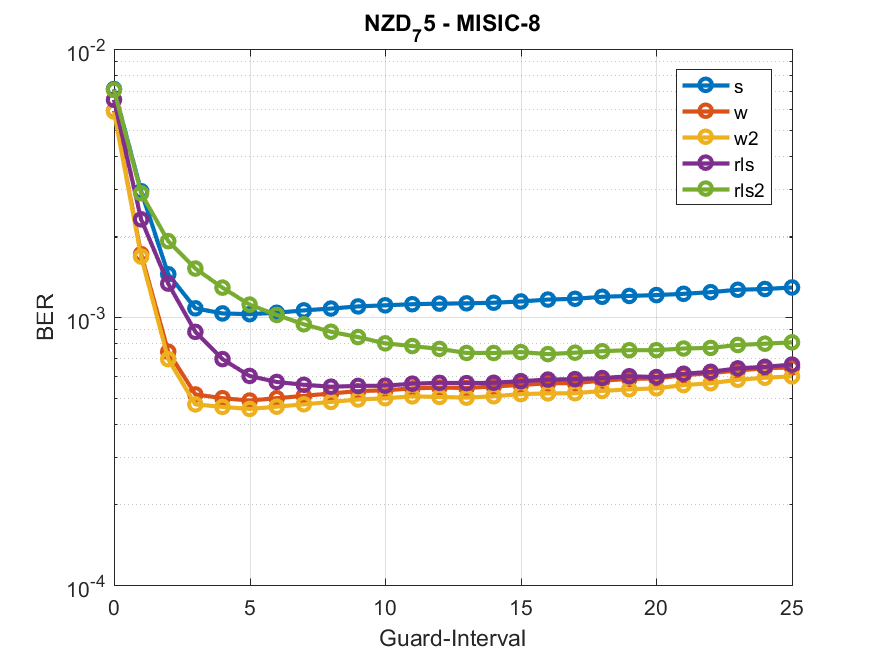 NZD₇5 - MISIC-8
10⁻²
10⁻³
10⁻⁴
BER
s
w
w2
rls
rls2
0 5 10 15 20 25
Guard-Interval